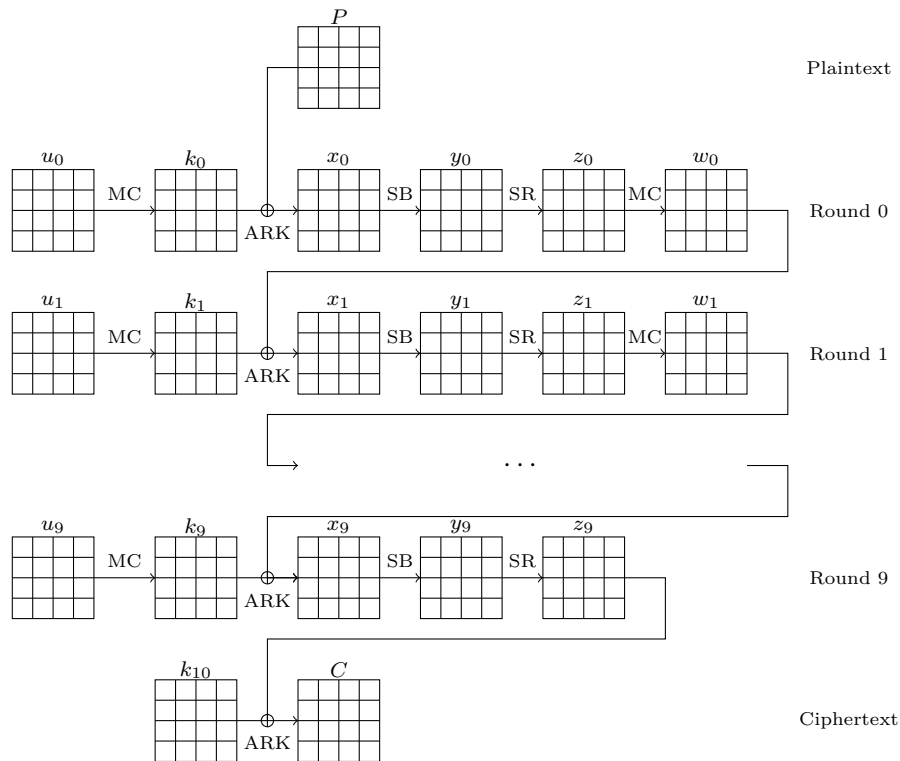 P
Plaintext
u₀ MC k₀ ARK x₀ SB y₀ SR z₀ MC w₀ Round 0
u₁ MC k₁ ARK x₁ SB y₁ SR z₁ MC w₁ Round 1
...
u₉ MC k₉ ARK x₉ SB y₉ SR z₉ Round 9
k₁₀ ARK C Ciphertext